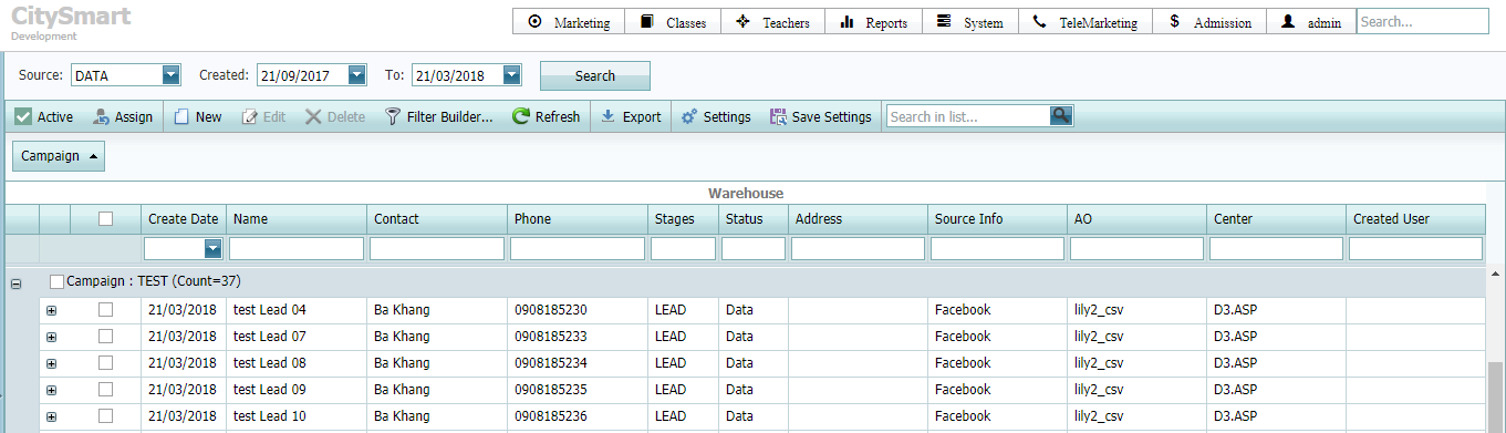 CitySmart
Development
Marketing Classes Teachers Reports System TeleMarketing Admission admin Search...
Source: DATA Created: 21/09/2017 To: 21/03/2018 Search
Active Assign New Edit Delete Filter Builder... Refresh Export Settings Save Settings Search in list...
Campaign
Warehouse
Create Date Name Contact Phone Stages Status Address Source Info AO Center Created User
Campaign : TEST (Count=37)
21/03/2018 test Lead 04 Ba Khang 0908185230 LEAD Data Facebook lily2_csv D3.ASP
21/03/2018 test Lead 07 Ba Khang 0908185233 LEAD Data Facebook lily2_csv D3.ASP
21/03/2018 test Lead 08 Ba Khang 0908185234 LEAD Data Facebook lily2_csv D3.ASP
21/03/2018 test Lead 09 Ba Khang 0908185235 LEAD Data Facebook lily2_csv D3.ASP
21/03/2018 test Lead 10 Ba Khang 0908185236 LEAD Data Facebook lily2_csv D3.ASP